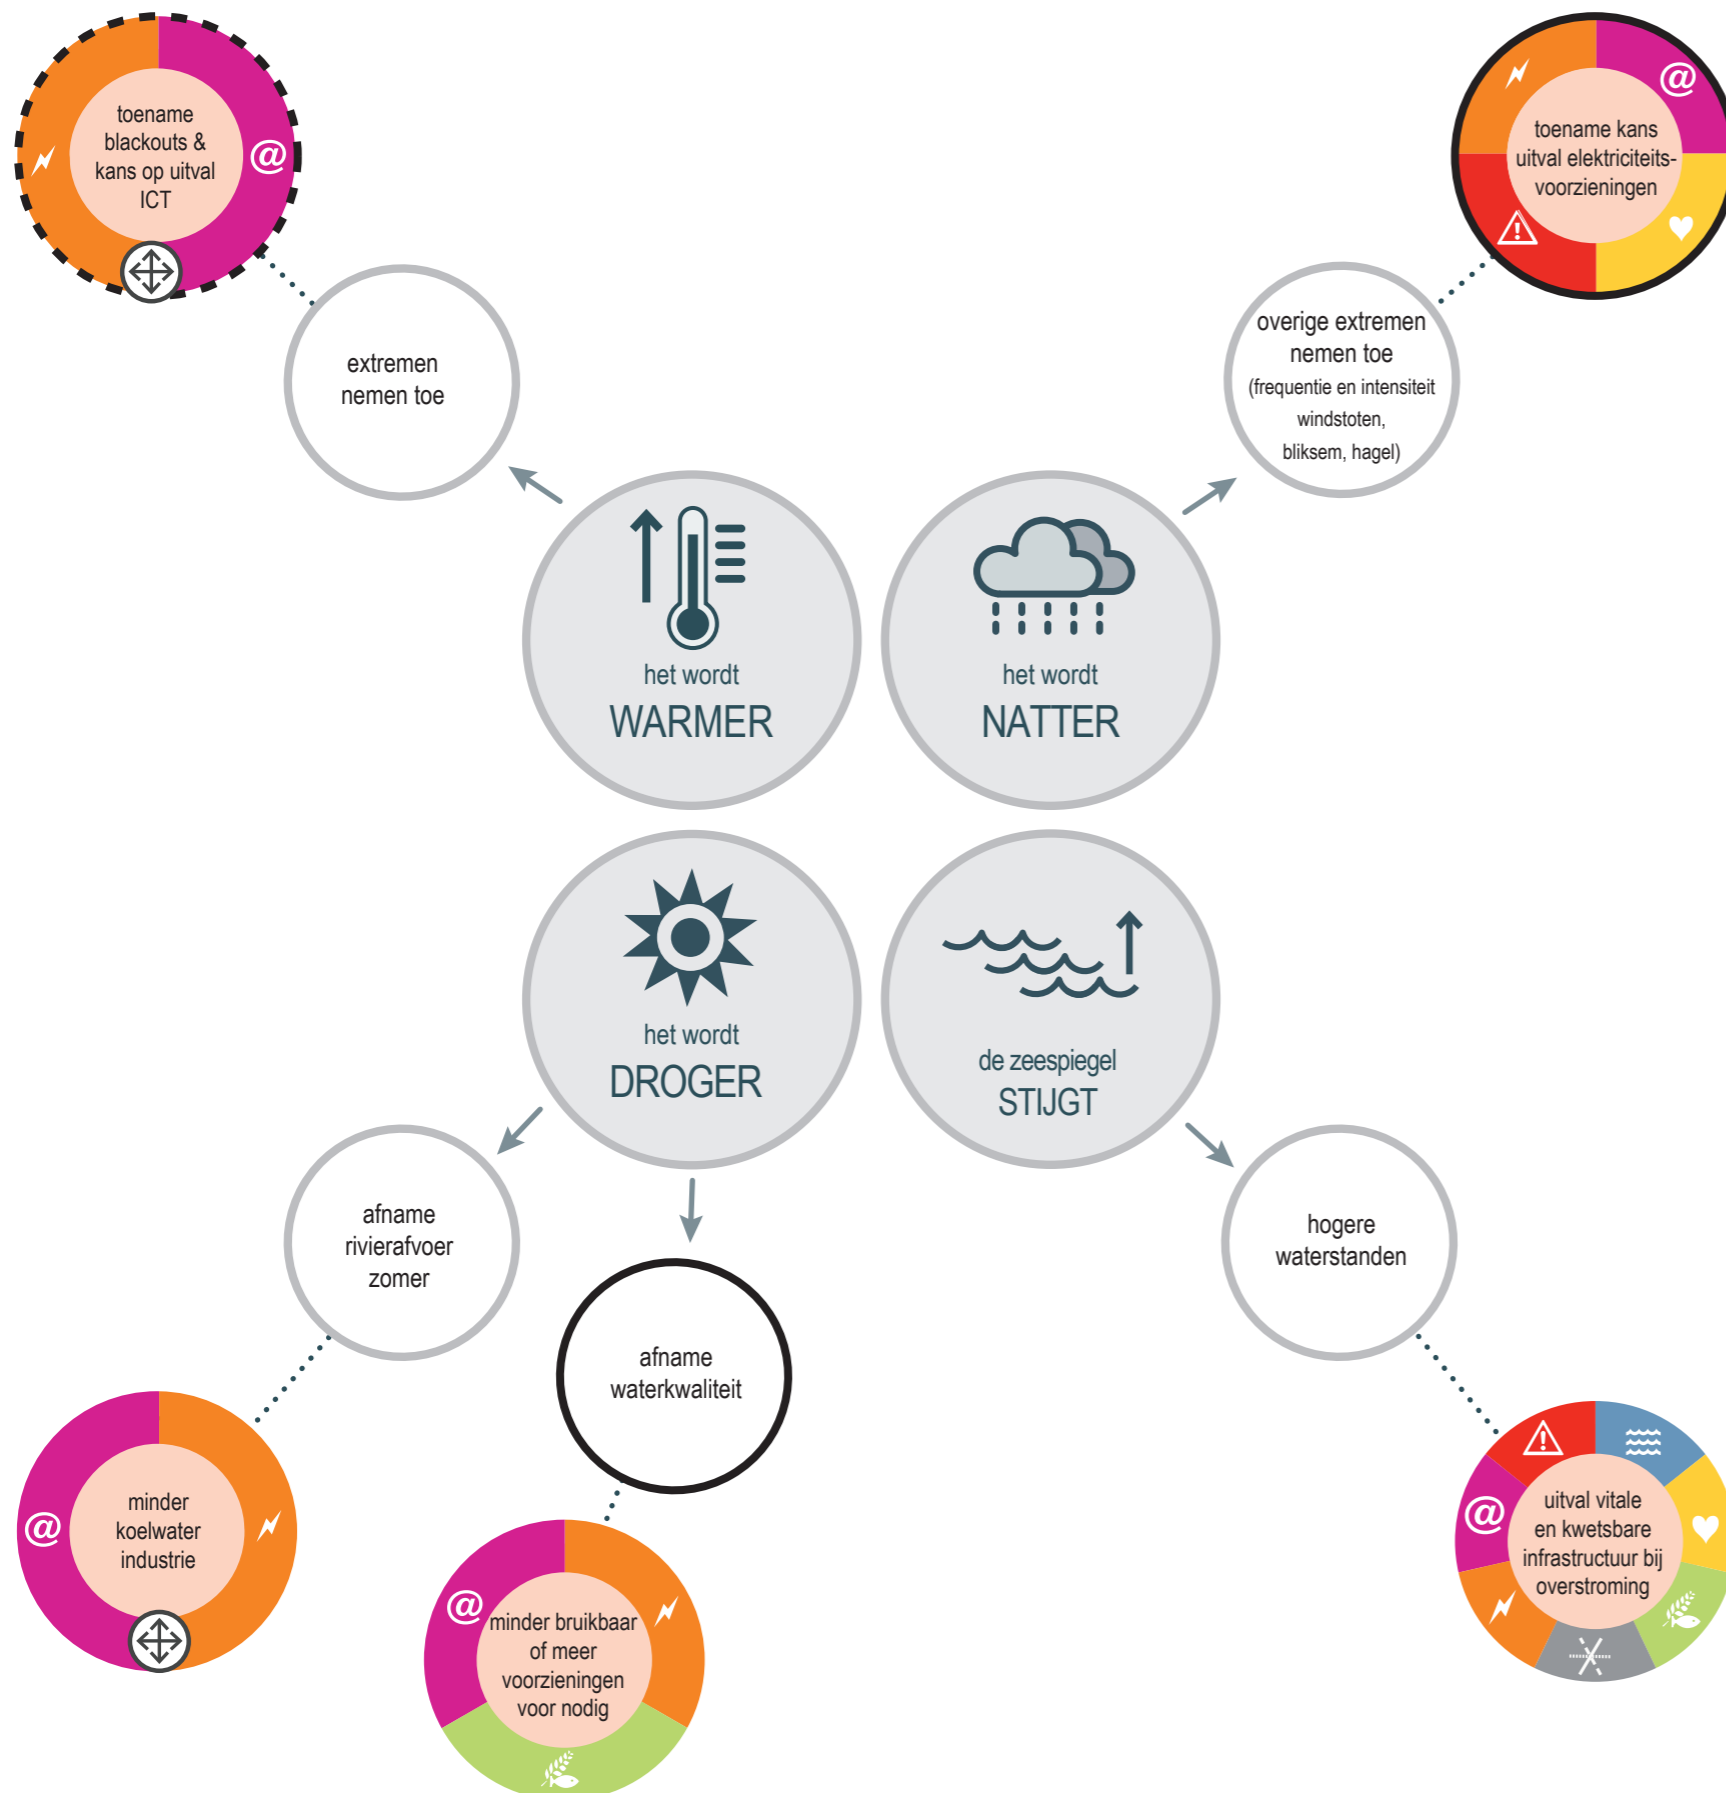 toename
blackouts &
kans op uitval
ICT
@
extremen
nemen toe
toename kans
uitval elektriciteits-
voorzieningen
@
overige extremen
nemen toe
(frequentie en intensiteit
windstoten,
bliksem, hagel)
het wordt
WARMER
het wordt
NATTER
het wordt
DROGER
de zeespiegel
STIJGT
afname
rivierafvoer
zomer
afname
waterkwaliteit
hogere
waterstanden
minder
koelwater
industrie
@
minder bruikbaar
of meer
voorzieningen
voor nodig
@
uitval vitale
en kwetsbare
infrastructuur bij
overstroming
@